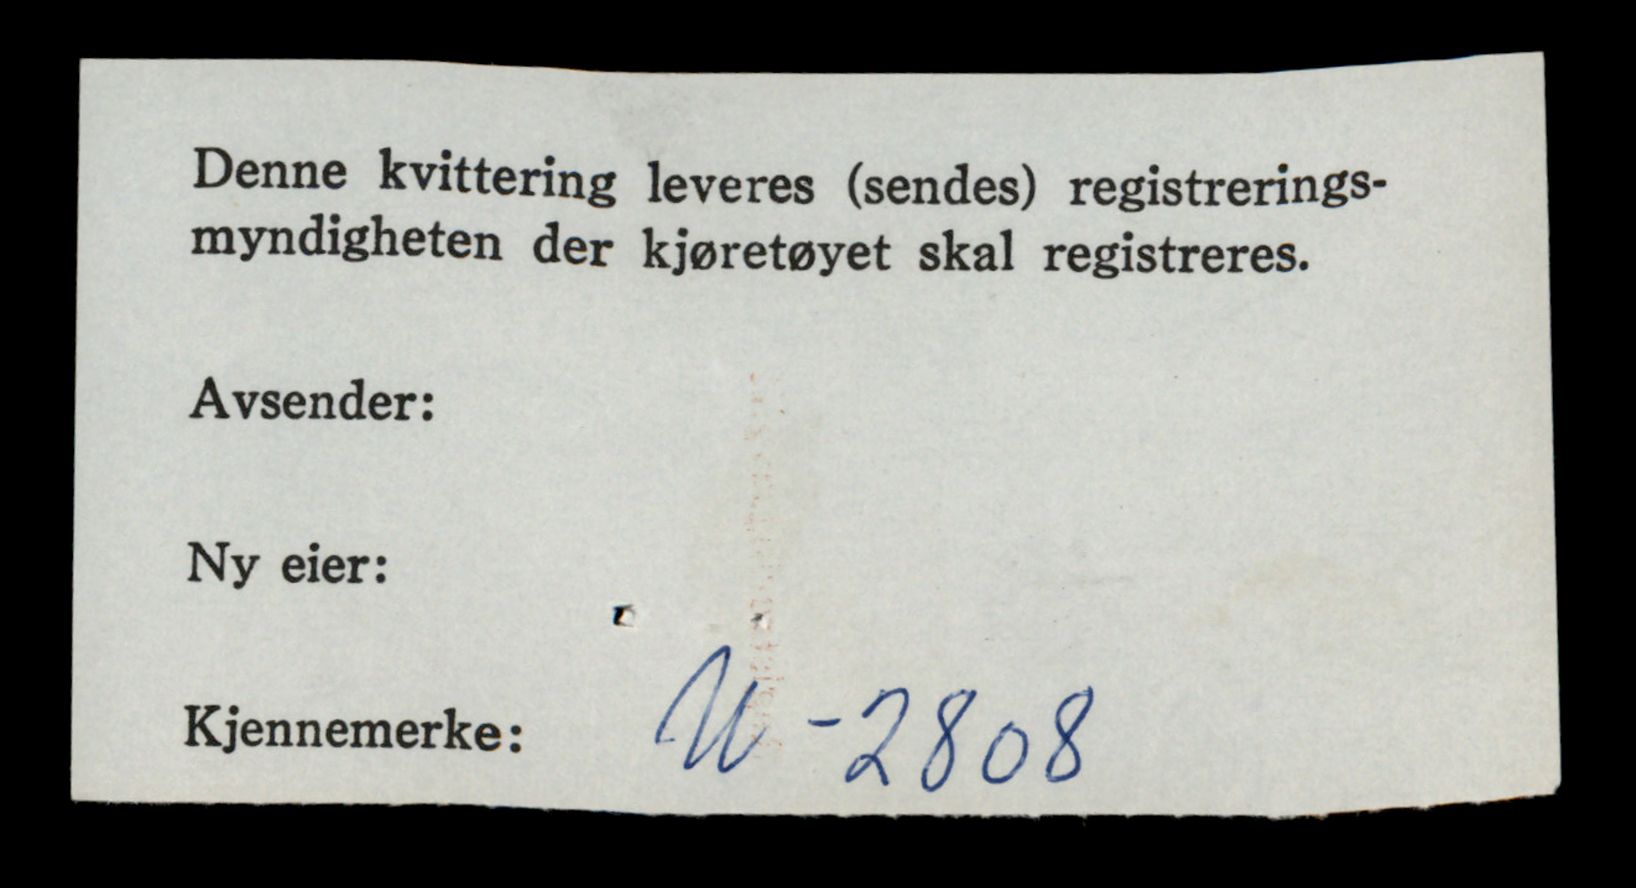 Denne kvittering leveres (sendes) registrerings-
myndigheten der kjøretøyet skal registreres.
Avsender:
Ny eier:
Kjennemerke: U-2808